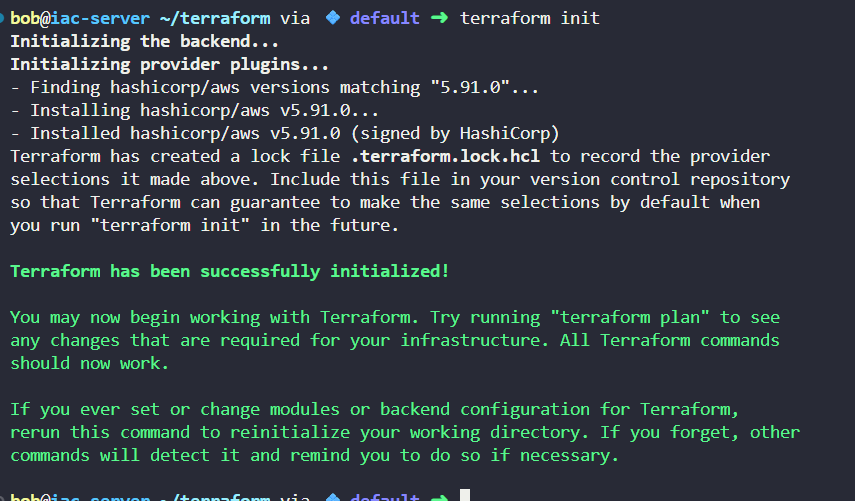 bob@iac-server ~/terraform via ❖ default ➜ terraform init
Initializing the backend...
Initializing provider plugins...
- Finding hashicorp/aws versions matching "5.91.0"...
- Installing hashicorp/aws v5.91.0...
- Installed hashicorp/aws v5.91.0 (signed by HashiCorp)
Terraform has created a lock file .terraform.lock.hcl to record the provider
selections it made above. Include this file in your version control repository
so that Terraform can guarantee to make the same selections by default when
you run "terraform init" in the future.
Terraform has been successfully initialized!
You may now begin working with Terraform. Try running "terraform plan" to see
any changes that are required for your infrastructure. All Terraform commands
should now work.
If you ever set or change modules or backend configuration for Terraform,
rerun this command to reinitialize your working directory. If you forget, other
commands will detect it and remind you to do so if necessary.
bob@iac-server ~/terraform via ❖ default ➜